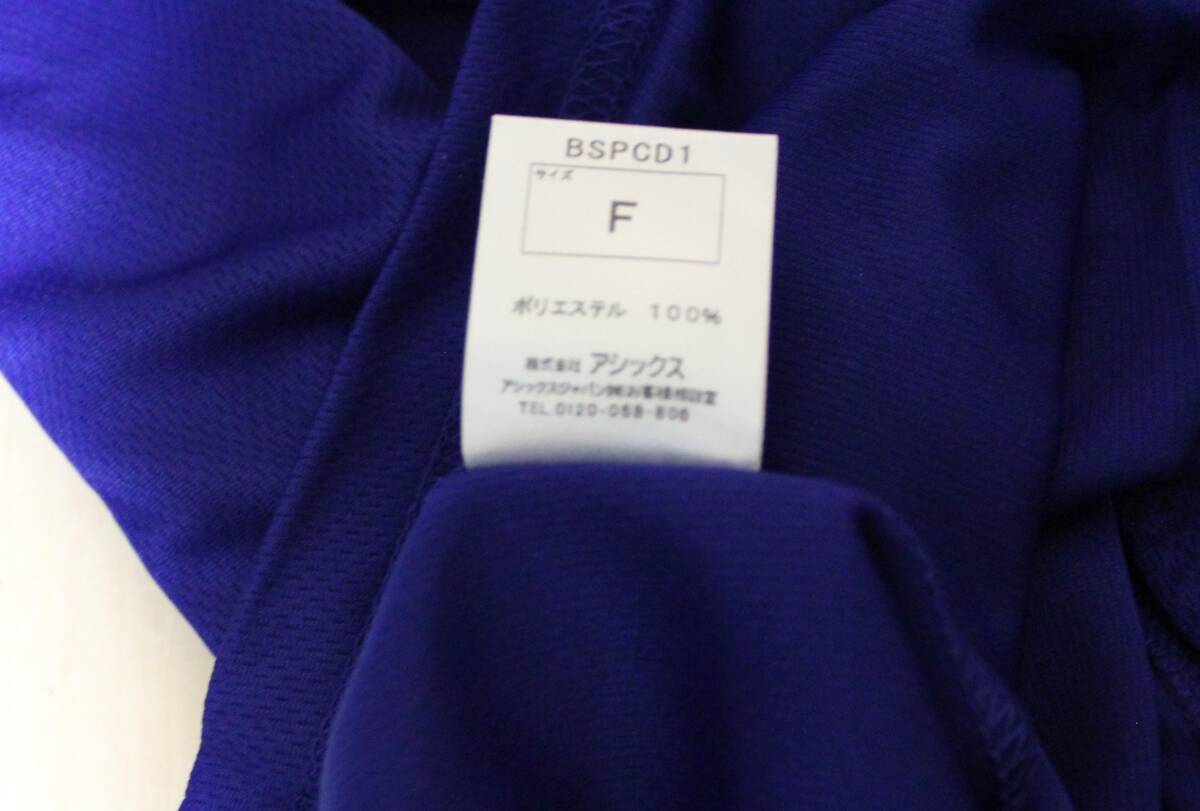 BSPCD1
サイズ
F
ポリエステル 100%
株式会社 アシックス
アシックスジャパン㈱お客様相談室
TEL.0120-068-806